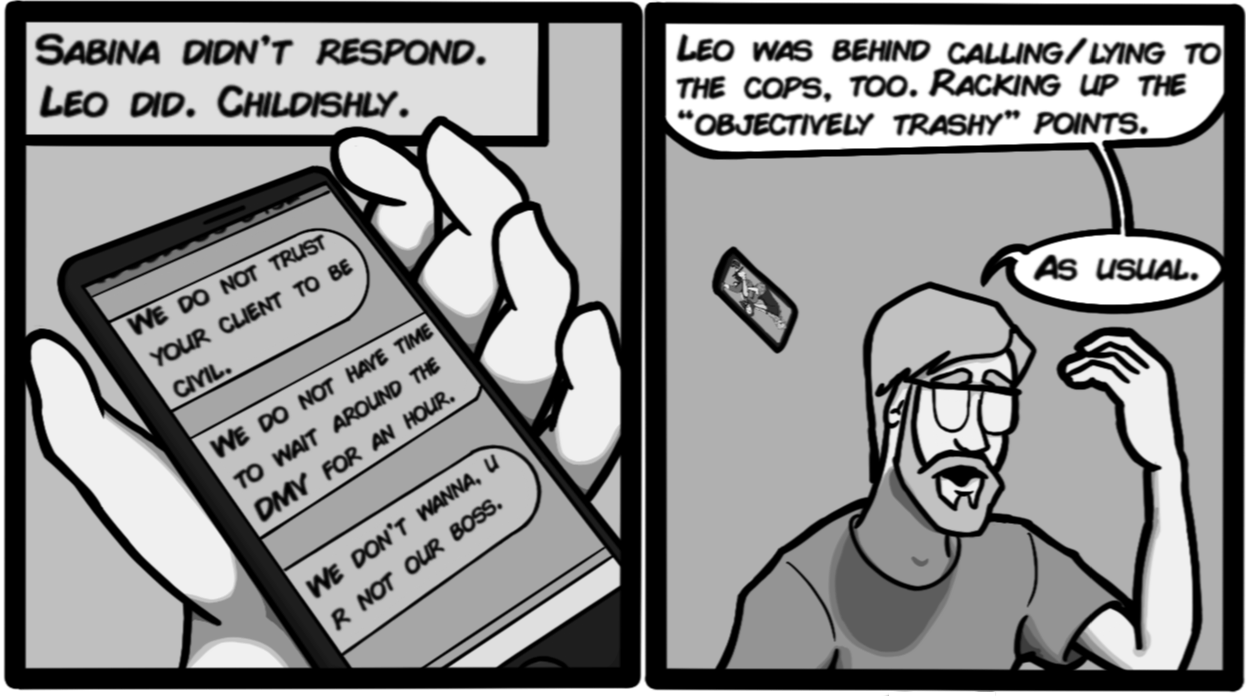 SABINA DIDN'T RESPOND.
LEO DID. CHILDISHLY.
WE DO NOT TRUST
YOUR CLIENT TO BE
CIVIL.
WE DO NOT HAVE TIME
TO WAIT AROUND THE
DMV FOR AN HOUR.
WE DON'T WANNA, U
R NOT OUR BOSS.
LEO WAS BEHIND CALLING/LYING TO
THE COPS, TOO. RACKING UP THE
"OBJECTIVELY TRASHY" POINTS.
AS USUAL.